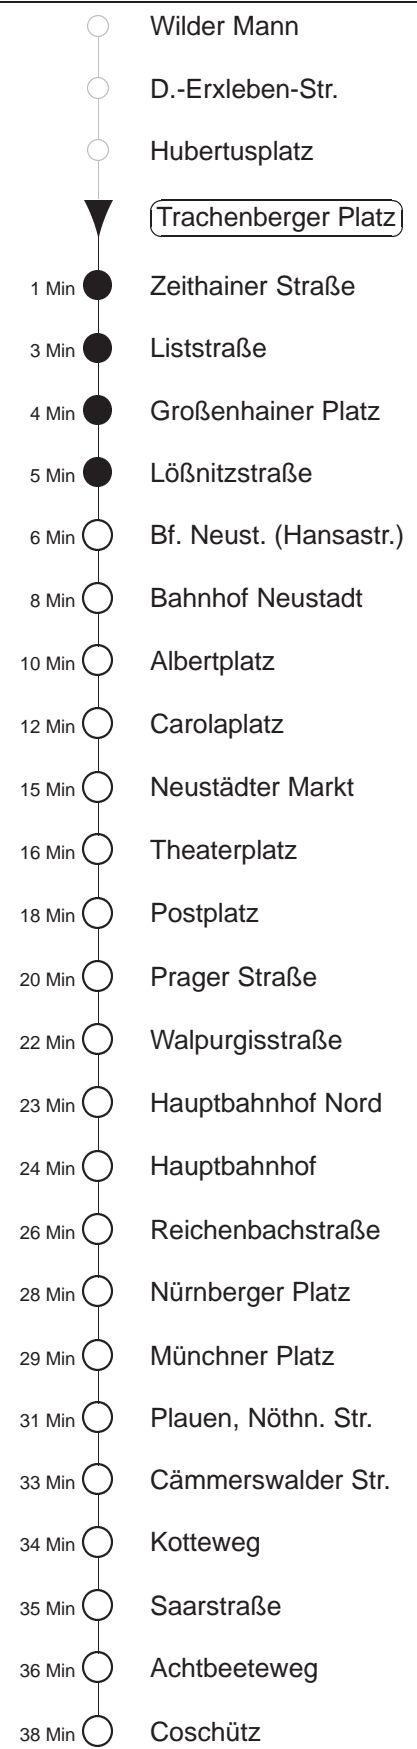 Wilder Mann
D.-Erxleben-Str.
Hubertusplatz
Trachenberger Platz
1 Min Zeithainer Straße
3 Min Liststraße
4 Min Großenhainer Platz
5 Min Lößnitzstraße
6 Min Bf. Neust. (Hansastr.)
8 Min Bahnhof Neustadt
10 Min Albertplatz
12 Min Carolaplatz
15 Min Neustädter Markt
16 Min Theaterplatz
18 Min Postplatz
20 Min Prager Straße
22 Min Walpurgisstraße
23 Min Hauptbahnhof Nord
24 Min Hauptbahnhof
26 Min Reichenbachstraße
28 Min Nürnberger Platz
29 Min Münchner Platz
31 Min Plauen, Nöthn. Str.
33 Min Cämmerswalder Str.
34 Min Kotteweg
35 Min Saarstraße
36 Min Achtbeeteweg
38 Min Coschütz